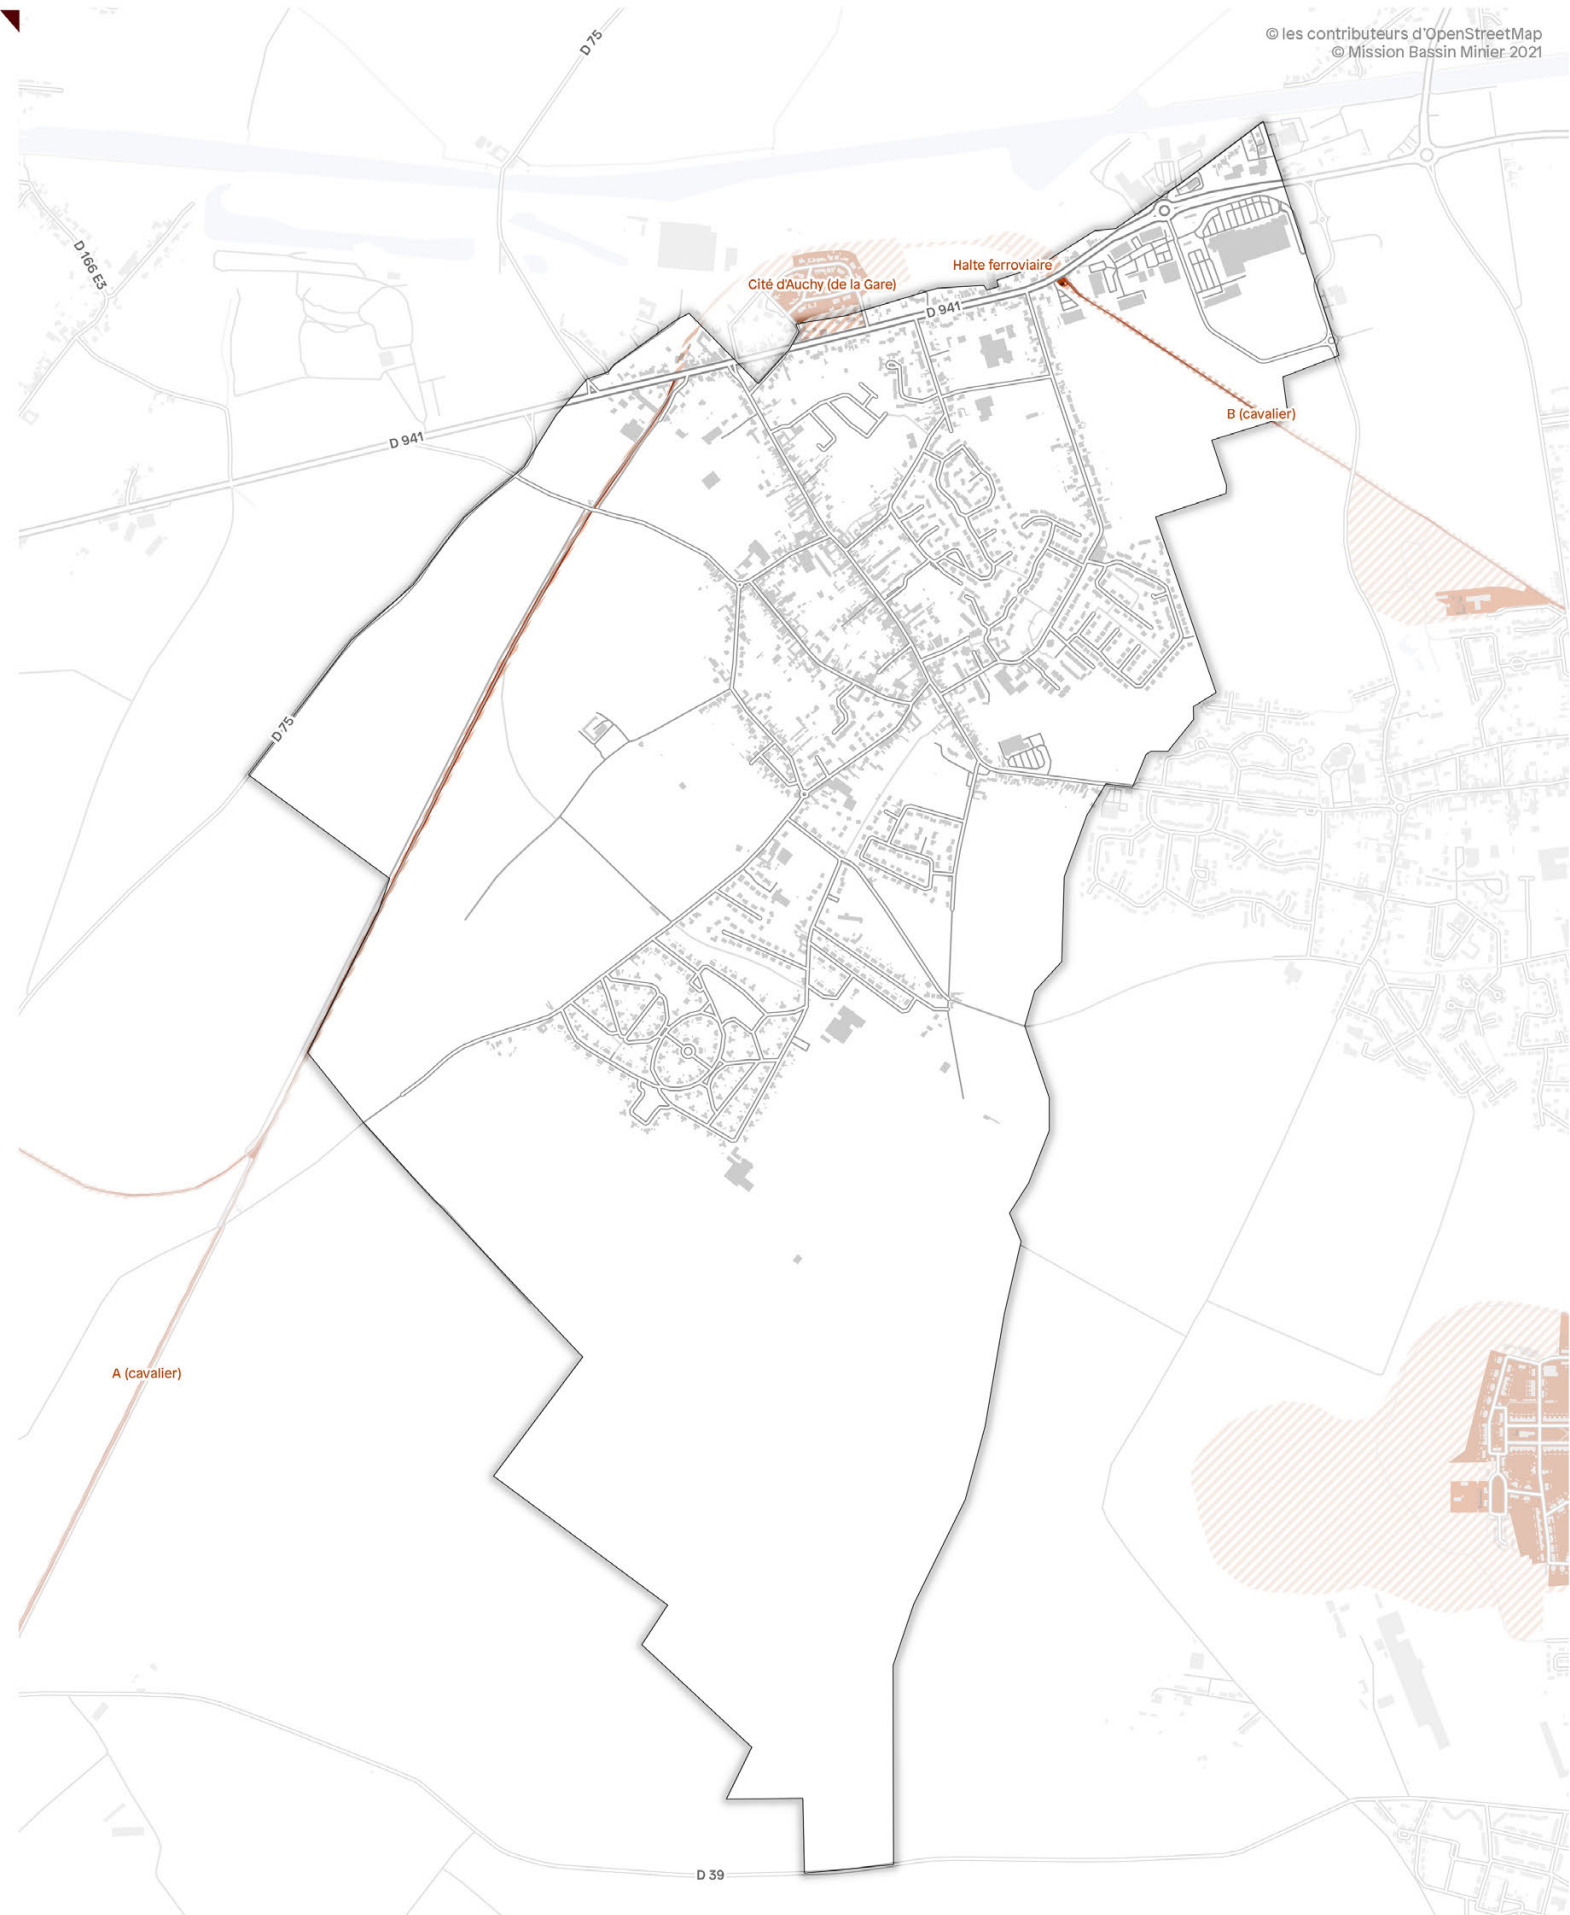 © les contributeurs d'OpenStreetMap
© Mission Bassin Minier 2021
D 75
D 166 E3
Halte ferroviaire
Cité d'Auchy (de la Gare)
D 941
B (cavalier)
D 941
D 75
A (cavalier)
D 39